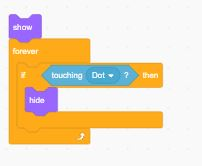 show
forever
if touching Dot ? then
hide